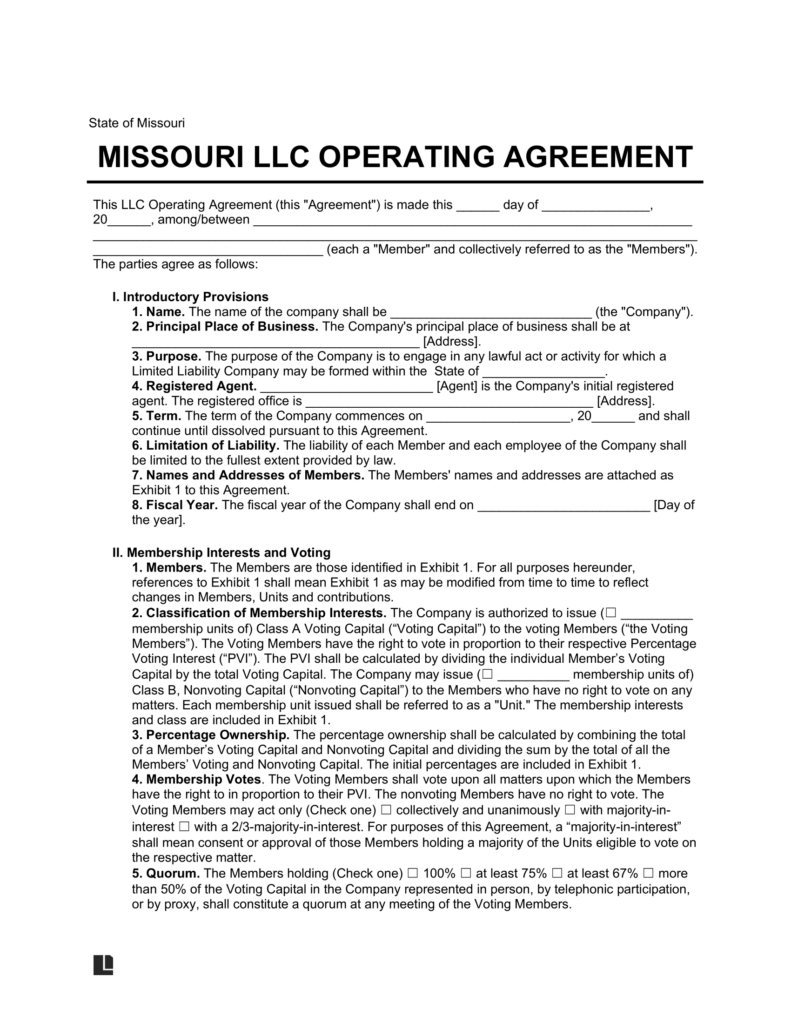 State of Missouri
MISSOURI LLC OPERATING AGREEMENT
This LLC Operating Agreement (this "Agreement") is made this ______ day of _______________,
20______, among/between _____________________________________________________________
____________________________________________________________________________________
________________________________ (each a "Member" and collectively referred to as the "Members").
The parties agree as follows:
I. Introductory Provisions
1. Name. The name of the company shall be ____________________________ (the "Company").
2. Principal Place of Business. The Company's principal place of business shall be at
________________________________________ [Address].
3. Purpose. The purpose of the Company is to engage in any lawful act or activity for which a
Limited Liability Company may be formed within the State of _________________.
4. Registered Agent. ________________________ [Agent] is the Company's initial registered
agent. The registered office is ________________________________________ [Address].
5. Term. The term of the Company commences on ____________________, 20______ and shall
continue until dissolved pursuant to this Agreement.
6. Limitation of Liability. The liability of each Member and each employee of the Company shall
be limited to the fullest extent provided by law.
7. Names and Addresses of Members. The Members' names and addresses are attached as
Exhibit 1 to this Agreement.
8. Fiscal Year. The fiscal year of the Company shall end on ________________________ [Day of
the year].
II. Membership Interests and Voting
1. Members. The Members are those identified in Exhibit 1. For all purposes hereunder,
references to Exhibit 1 shall mean Exhibit 1 as may be modified from time to time to reflect
changes in Members, Units and contributions.
2. Classification of Membership Interests. The Company is authorized to issue (☐ __________
membership units of) Class A Voting Capital (“Voting Capital”) to the voting Members (“the Voting
Members”). The Voting Members have the right to vote in proportion to their respective Percentage
Voting Interest (“PVI”). The PVI shall be calculated by dividing the individual Member’s Voting
Capital by the total Voting Capital. The Company may issue (☐ __________ membership units of)
Class B, Nonvoting Capital (“Nonvoting Capital”) to the Members who have no right to vote on any
matters. Each membership unit issued shall be referred to as a "Unit." The membership interests
and class are included in Exhibit 1.
3. Percentage Ownership. The percentage ownership shall be calculated by combining the total
of a Member’s Voting Capital and Nonvoting Capital and dividing the sum by the total of all the
Members’ Voting and Nonvoting Capital. The initial percentages are included in Exhibit 1.
4. Membership Votes. The Voting Members shall vote upon all matters upon which the Members
have the right to in proportion to their PVI. The nonvoting Members have no right to vote. The
Voting Members may act only (Check one) ☐ collectively and unanimously ☐ with majority-in-
interest ☐ with a 2/3-majority-in-interest. For purposes of this Agreement, a “majority-in-interest”
shall mean consent or approval of those Members holding a majority of the Units eligible to vote on
the respective matter.
5. Quorum. The Members holding (Check one) ☐ 100% ☐ at least 75% ☐ at least 67% ☐ more
than 50% of the Voting Capital in the Company represented in person, by telephonic participation,
or by proxy, shall constitute a quorum at any meeting of the Voting Members.